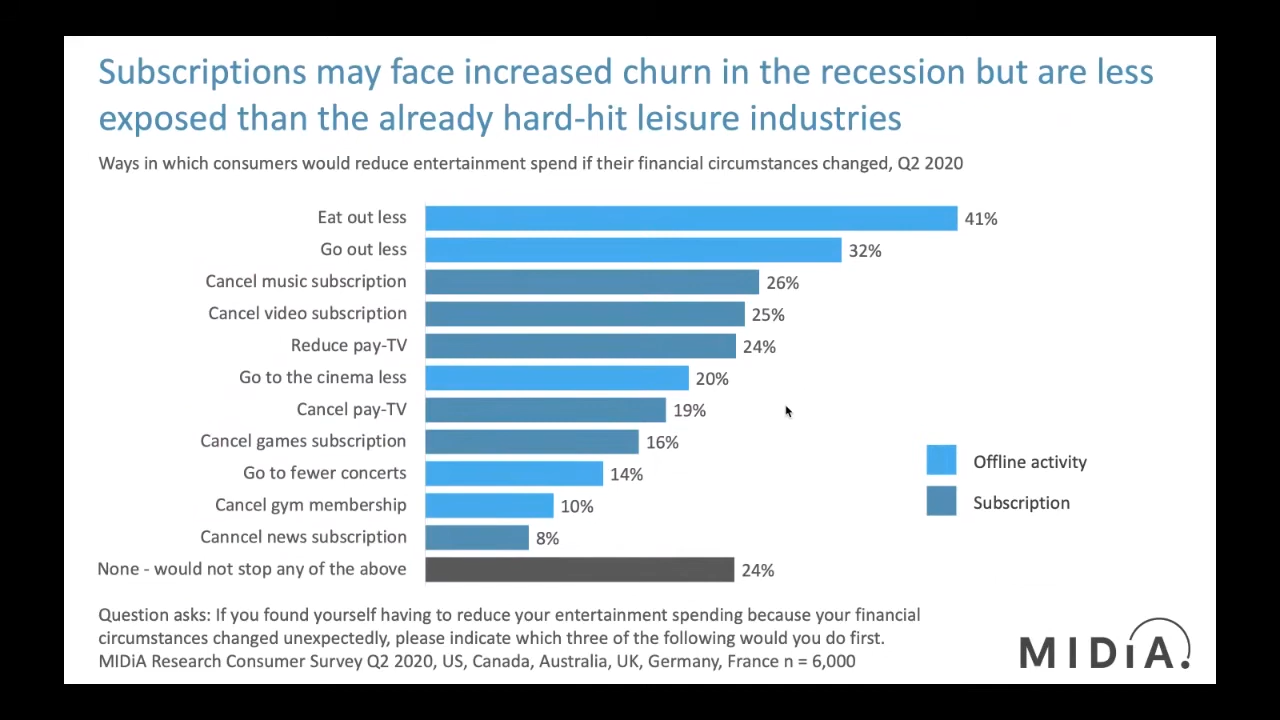 Subscriptions may face increased churn in the recession but are less
exposed than the already hard-hit leisure industries
Ways in which consumers would reduce entertainment spend if their financial circumstances changed, Q2 2020
Eat out less 41%
Go out less 32%
Cancel music subscription 26%
Cancel video subscription 25%
Reduce pay-TV 24%
Go to the cinema less 20%
Cancel pay-TV 19%
Cancel games subscription 16%
Go to fewer concerts 14%
Cancel gym membership 10%
Canncel news subscription 8%
None - would not stop any of the above 24%
Offline activity
Subscription
Question asks: If you found yourself having to reduce your entertainment spending because your financial
circumstances changed unexpectedly, please indicate which three of the following would you do first.
MIDiA Research Consumer Survey Q2 2020, US, Canada, Australia, UK, Germany, France n = 6,000
MIDiA.